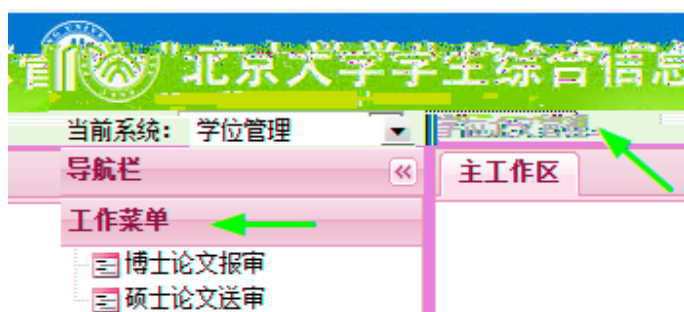 北京大学学生综合信息
当前系统： 学位管理
导航栏
主工作区
工作菜单
博士论文报审
硕士论文送审